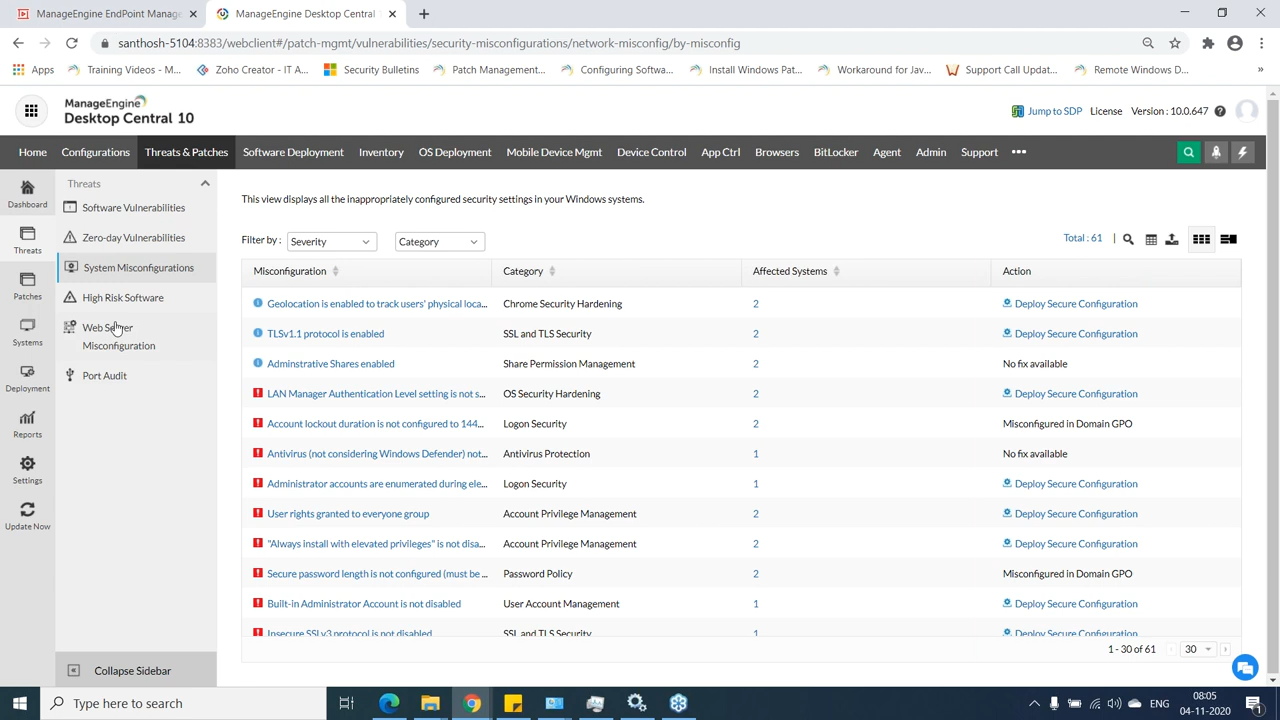 ManageEngine EndPoint Manage
ManageEngine Desktop Central
santhosh-5104:8383/webclient#/patch-mgmt/vulnerabilities/security-misconfigurations/network-misconfig/by-misconfig
Apps
Training Videos - M...
Zoho Creator - IT A...
Security Bulletins
Patch Management...
Configuring Softwa...
Install Windows Pat...
Workaround for Jav...
Support Call Updat...
Remote Windows D...
»
ManageEngine
Desktop Central 10
Jump to SDP
License
Version : 10.0.647
Home
Configurations
Threats & Patches
Software Deployment
Inventory
OS Deployment
Mobile Device Mgmt
Device Control
App Ctrl
Browsers
BitLocker
Agent
Admin
Support
Dashboard
Threats
Patches
Systems
Deployment
Reports
Settings
Update Now
Threats
Software Vulnerabilities
Zero-day Vulnerabilities
System Misconfigurations
High Risk Software
Web Server
Misconfiguration
Port Audit
Collapse Sidebar
This view displays all the inappropriately configured security settings in your Windows systems.
Filter by :
Severity
Category
Total : 61
Misconfiguration
Category
Affected Systems
Action
Geolocation is enabled to track users' physical loca... Chrome Security Hardening 2 Deploy Secure Configuration
TLSv1.1 protocol is enabled SSL and TLS Security 2 Deploy Secure Configuration
Adminstrative Shares enabled Share Permission Management 2 No fix available
LAN Manager Authentication Level setting is not s... OS Security Hardening 2 Deploy Secure Configuration
Account lockout duration is not configured to 144... Logon Security 2 Misconfigured in Domain GPO
Antivirus (not considering Windows Defender) not... Antivirus Protection 1 No fix available
Administrator accounts are enumerated during ele... Logon Security 1 Deploy Secure Configuration
User rights granted to everyone group Account Privilege Management 2 Deploy Secure Configuration
"Always install with elevated privileges" is not disa... Account Privilege Management 2 Deploy Secure Configuration
Secure password length is not configured (must be ... Password Policy 2 Misconfigured in Domain GPO
Built-in Administrator Account is not disabled User Account Management 1 Deploy Secure Configuration
Insecure SSLv3 protocol is not disabled SSL and TLS Security 1 Deploy Secure Configuration
1 - 30 of 61
30
Type here to search
ENG
08:05
04-11-2020